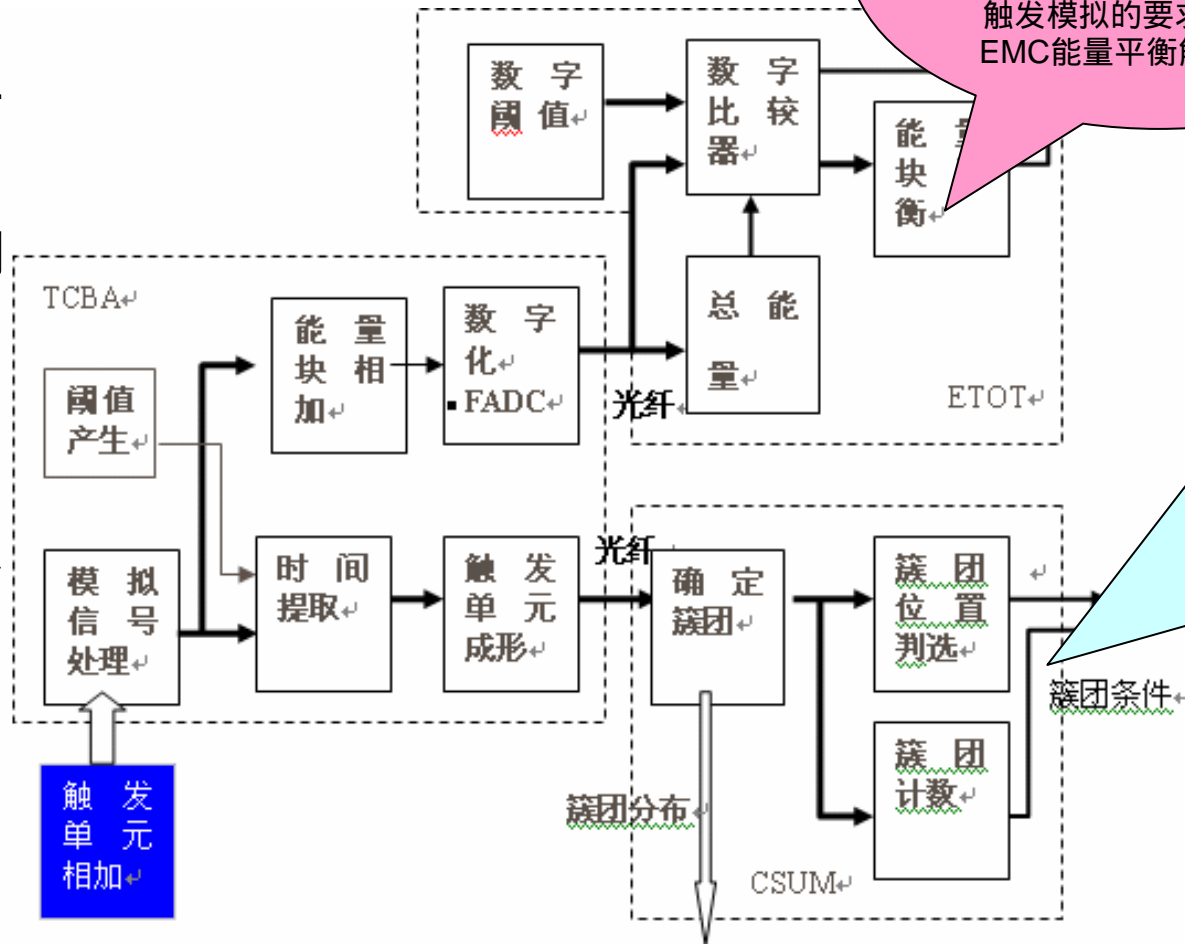 触发模拟的要求
EMC能量平衡
数 字
阈 值
数 字
比 较
器
能
块
衡
TCBA
能 量
块 相
加
数 字
化
FADC
总 能
量
ETOT
光纤
阈值
产生
模 拟
信 号
处理
时 间
提取
触 发
单 元
成形
光纤
确 定
簇团
簇 团
位 置
判选
簇团条件
簇 团
计数
簇团分布
CSUM
触 发
单 元
相加